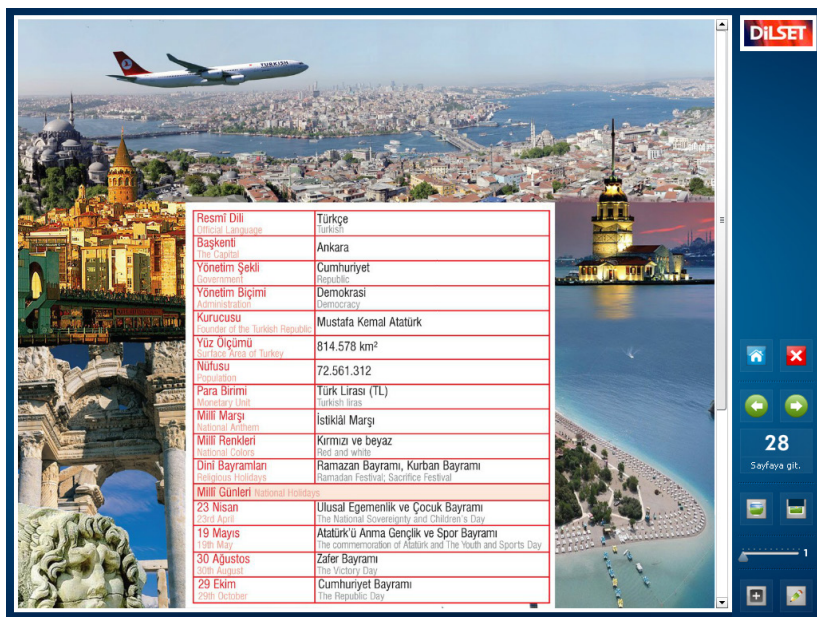 DiLSET
TURKISH
Resmî Dili
Official Language
Türkçe
Turkish
Başkenti
The Capital
Ankara
Yönetim Şekli
Government
Cumhuriyet
Republic
Yönetim Biçimi
Administration
Demokrasi
Democracy
Kurucusu
Founder of the Turkish Republic
Mustafa Kemal Atatürk
Yüz Ölçümü
Surface Area of Turkey
814.578 km²
Nüfusu
Population
72.561.312
Para Birimi
Monetary Unit
Türk Lirası (TL)
Turkish liras
Millî Marşı
National Anthem
İstiklâl Marşı
Millî Renkleri
National Colors
Kırmızı ve beyaz
Red and white
Dini Bayramları
Religious Holidays
Ramazan Bayramı, Kurban Bayramı
Ramadan Festival; Sacrifice Festival
Millî Günleri National Holidays
23 Nisan
23rd April
Ulusal Egemenlik ve Çocuk Bayramı
The National Sovereignty and Children's Day
19 Mayıs
19th May
Atatürk'ü Anma Gençlik ve Spor Bayramı
The commemoration of Atatürk and The Youth and Sports Day
30 Ağustos
30th August
Zafer Bayramı
The Victory Day
29 Ekim
29th October
Cumhuriyet Bayramı
The Republic Day
28
Sayfaya git.
1